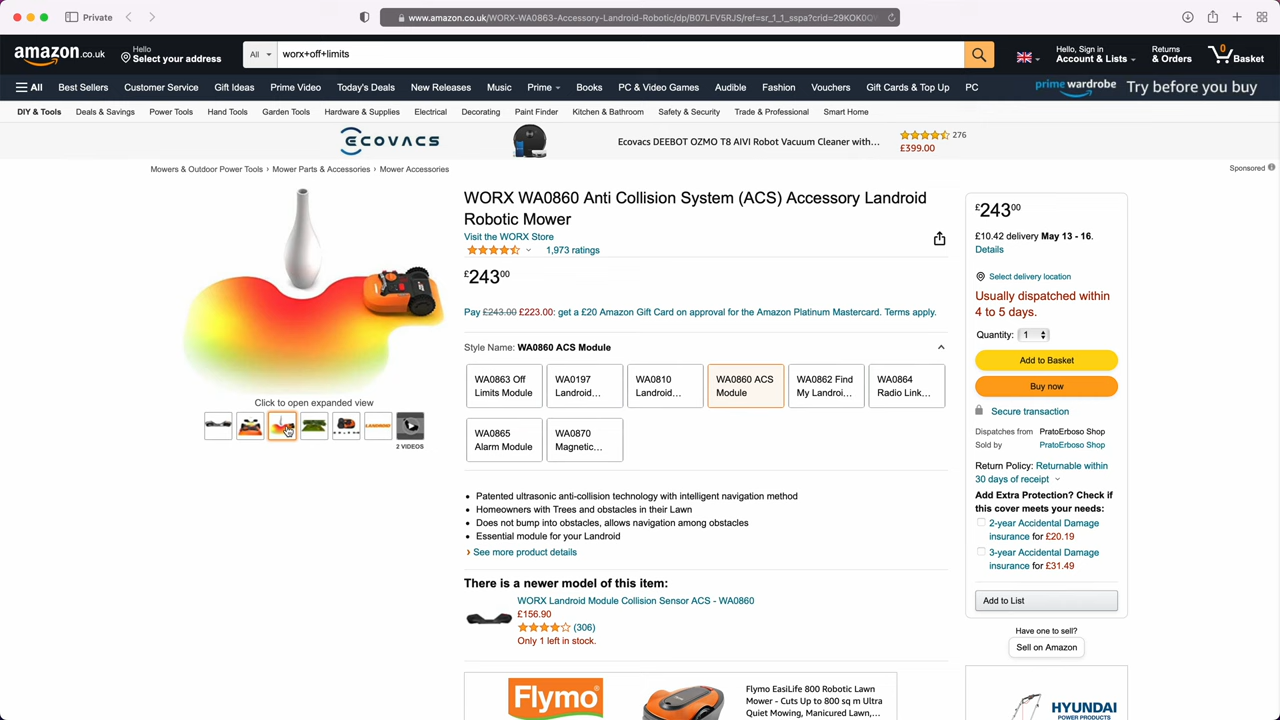 Private
www.amazon.co.uk/WORX-WA0863-Accessory-Landroid-Robotic/dp/B07LFV5RJS/ref=sr_1_1_sspa?crid=29KOK0Q
amazon.co.uk
Hello
Select your address
All
worx+off+limits
Hello, Sign in
Account & Lists
Returns
& Orders
0
Basket
All
Best Sellers
Customer Service
Gift Ideas
Prime Video
Today's Deals
New Releases
Music
Prime
Books
PC & Video Games
Audible
Fashion
Vouchers
Gift Cards & Top Up
PC
prime wardrobe
Try before you buy
DIY & Tools
Deals & Savings
Power Tools
Hand Tools
Garden Tools
Hardware & Supplies
Electrical
Decorating
Paint Finder
Kitchen & Bathroom
Safety & Security
Trade & Professional
Smart Home
ECOVACS
Ecovacs DEEBOT OZMO T8 AIVI Robot Vacuum Cleaner with...
276
£399.00
Mowers & Outdoor Power Tools › Mower Parts & Accessories › Mower Accessories
Sponsored
WORX WA0860 Anti Collision System (ACS) Accessory Landroid
Robotic Mower
Visit the WORX Store
1,973 ratings
£243.00
Pay £243.00 £223.00: get a £20 Amazon Gift Card on approval for the Amazon Platinum Mastercard. Terms apply.
Style Name: WA0860 ACS Module
WA0863 Off
Limits Module
WA0197
Landroid...
WA0810
Landroid...
WA0860 ACS
Module
WA0862 Find
My Landroi...
WA0864
Radio Link...
WA0865
Alarm Module
WA0870
Magnetic...
Click to open expanded view
LANDROID
2 VIDEOS
• Patented ultrasonic anti-collision technology with intelligent navigation method
• Homeowners with Trees and obstacles in their Lawn
• Does not bump into obstacles, allows navigation among obstacles
• Essential module for your Landroid
› See more product details
There is a newer model of this item:
WORX Landroid Module Collision Sensor ACS - WA0860
£156.90
(306)
Only 1 left in stock.
Flymo
Flymo EasiLife 800 Robotic Lawn
Mower - Cuts Up to 800 sq m Ultra
Quiet Mowing, Manicured Lawn,...
£243.00
£10.42 delivery May 13 - 16.
Details
Select delivery location
Usually dispatched within
4 to 5 days.
Quantity: 1
Add to Basket
Buy now
Secure transaction
Dispatches from PratoErboso Shop
Sold by PratoErboso Shop
Return Policy: Returnable within
30 days of receipt
Add Extra Protection? Check if
this cover meets your needs:
2-year Accidental Damage
insurance for £20.19
3-year Accidental Damage
insurance for £31.49
Add to List
Have one to sell?
Sell on Amazon
HYUNDAI
POWER PRODUCTS